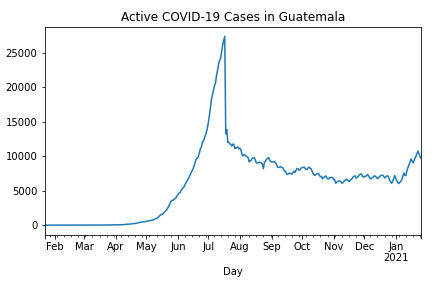 Active COVID-19 Cases in Guatemala
25000
20000
15000
10000
5000
0
Feb Mar Apr May Jun Jul Aug Sep Oct Nov Dec Jan
2021
Day